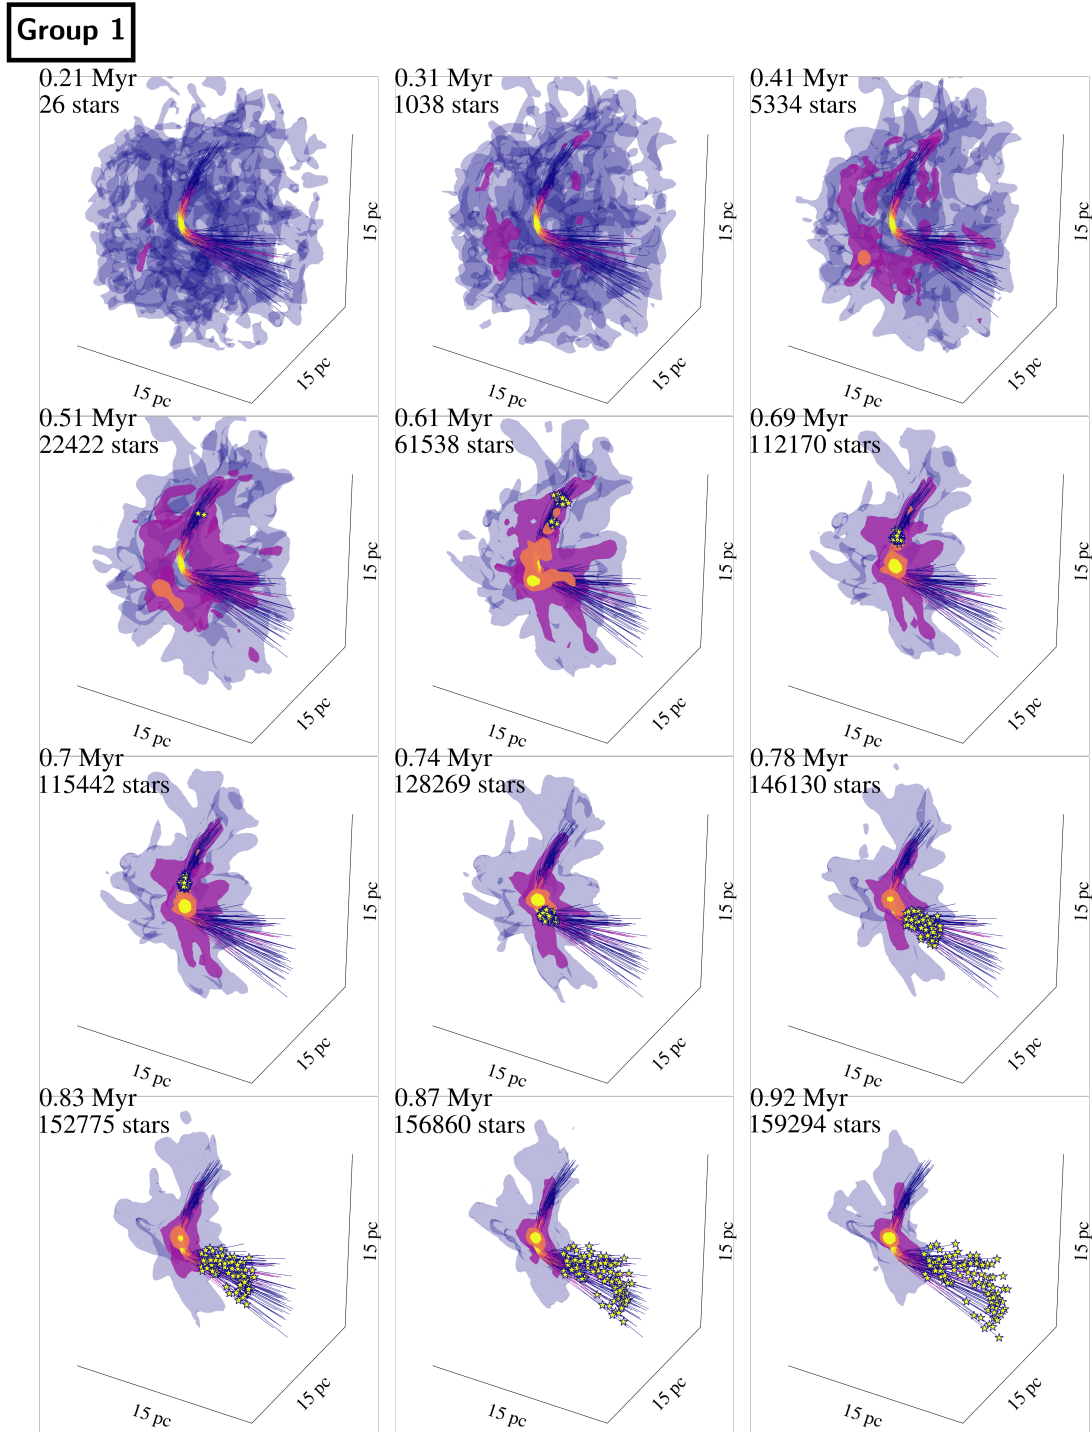 Group 1
0.21 Myr
26 stars
15 pc
15 pc
15 pc
0.31 Myr
1038 stars
15 pc
15 pc
15 pc
0.41 Myr
5334 stars
15 pc
15 pc
15 pc
0.51 Myr
22422 stars
15 pc
15 pc
15 pc
0.61 Myr
61538 stars
15 pc
15 pc
15 pc
0.69 Myr
112170 stars
15 pc
15 pc
15 pc
0.7 Myr
115442 stars
15 pc
15 pc
15 pc
0.74 Myr
128269 stars
15 pc
15 pc
15 pc
0.78 Myr
146130 stars
15 pc
15 pc
15 pc
0.83 Myr
152775 stars
15 pc
15 pc
15 pc
0.87 Myr
156860 stars
15 pc
15 pc
15 pc
0.92 Myr
159294 stars
15 pc
15 pc
15 pc